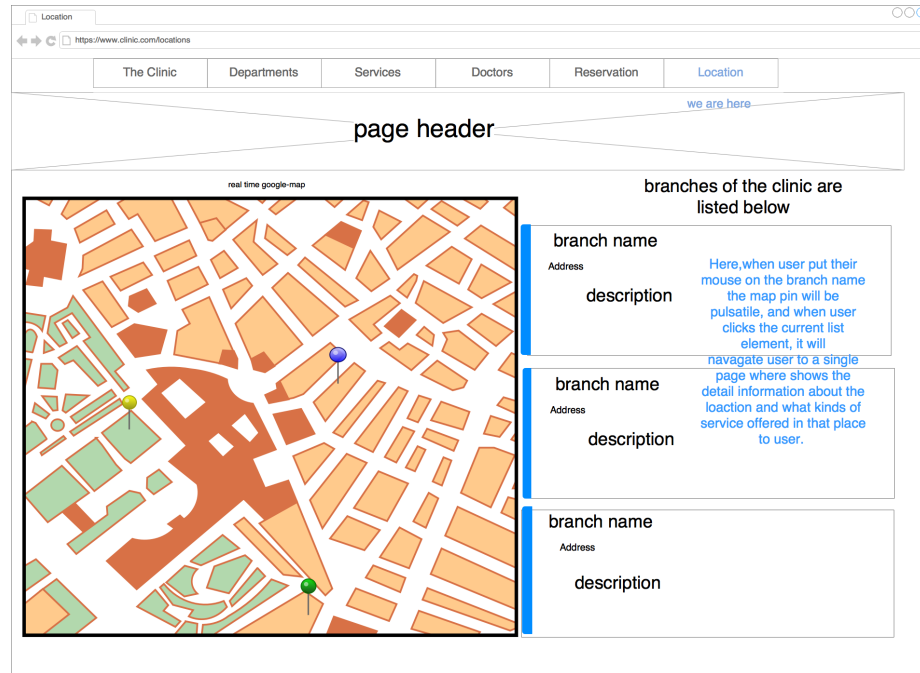 Location
https://www.clinic.com/locations
The Clinic
Departments
Services
Doctors
Reservation
Location
we are here
page header
real time google-map
branches of the clinic are
listed below
branch name
Address
description
Here,when user put their
mouse on the branch name
the map pin will be
pulsatile, and when user
clicks the current list
element, it will
navagate user to a single
page where shows the
detail information about the
loaction and what kinds of
service offered in that place
to user.
branch name
Address
description
branch name
Address
description